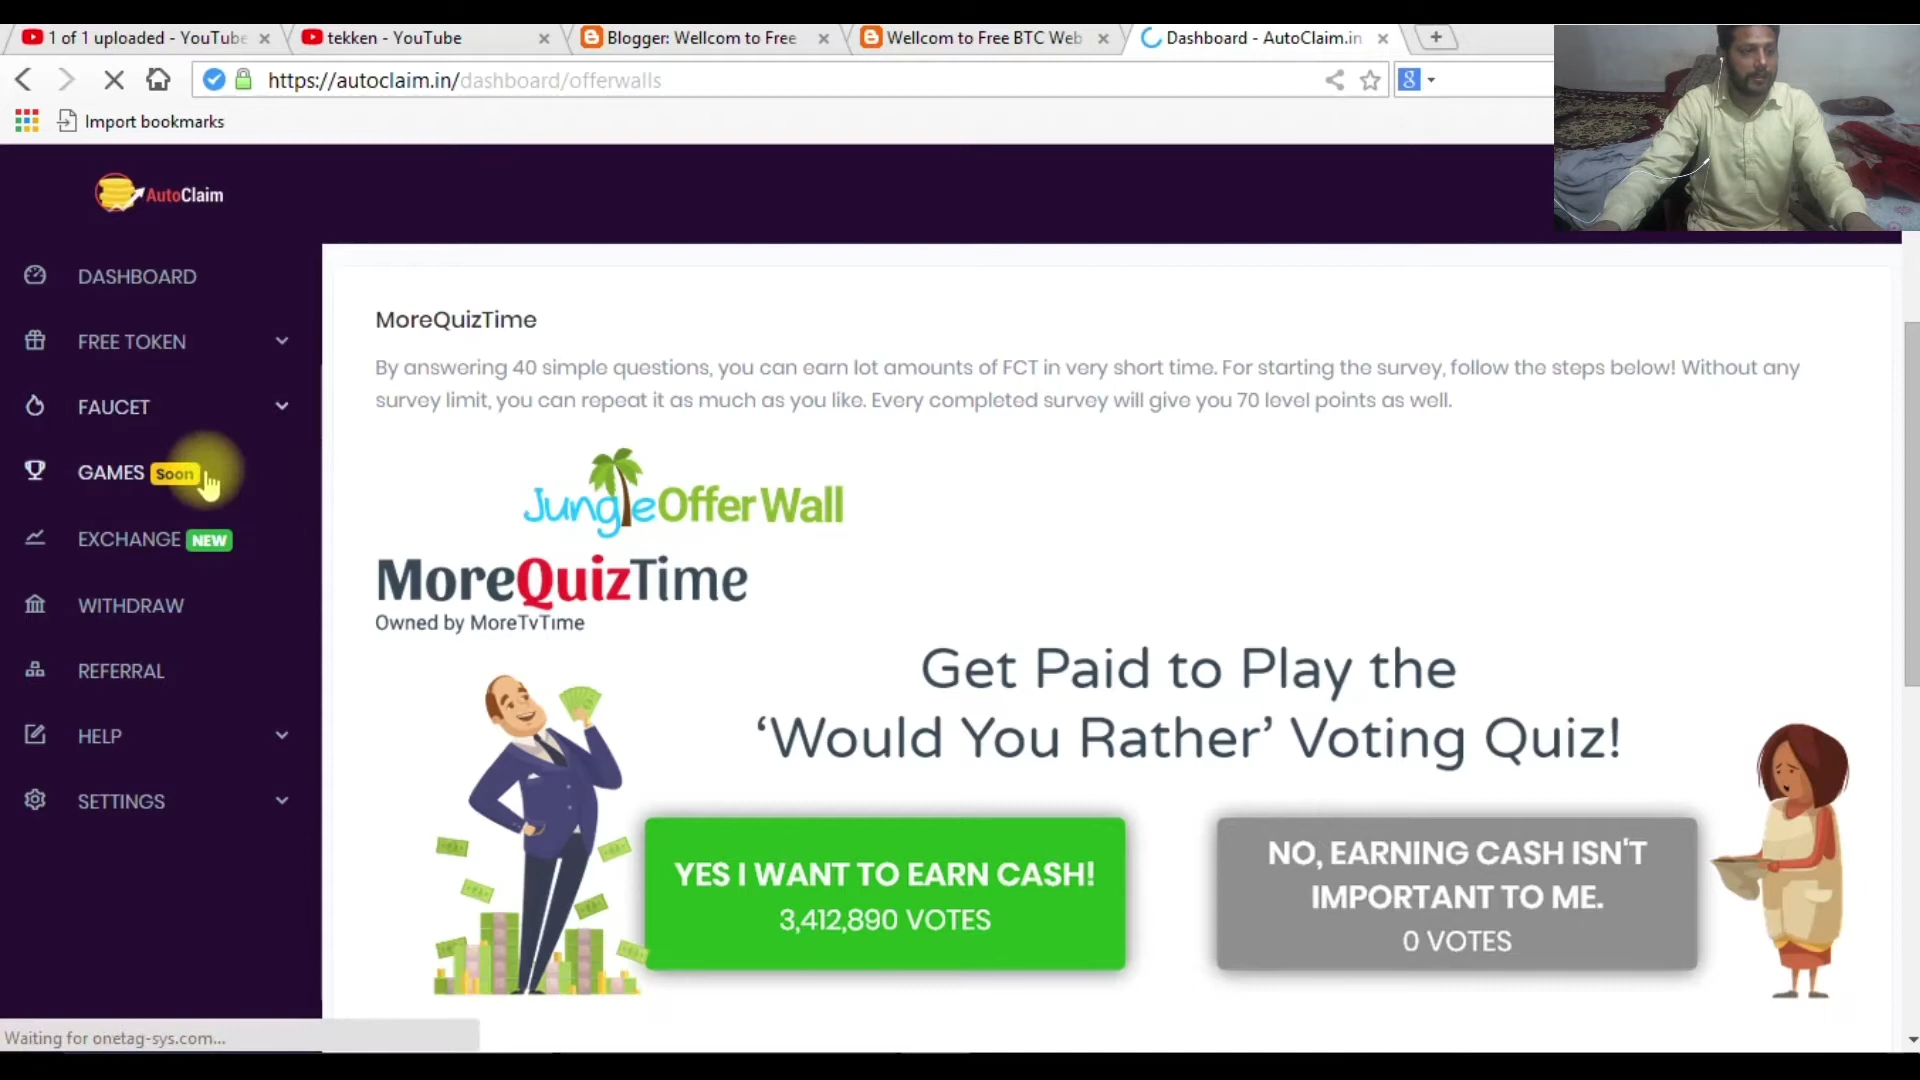 1 of 1 uploaded - YouTube
tekken - YouTube
Blogger: Wellcom to Free
Wellcom to Free BTC Web
Dashboard - AutoClaim.in
https://autoclaim.in/dashboard/offerwalls
Import bookmarks
AutoClaim
DASHBOARD
FREE TOKEN
FAUCET
GAMES Soon
EXCHANGE NEW
WITHDRAW
REFERRAL
HELP
SETTINGS
MoreQuizTime
By answering 40 simple questions, you can earn lot amounts of FCT in very short time. For starting the survey, follow the steps below! Without any
survey limit, you can repeat it as much as you like. Every completed survey will give you 70 level points as well.
Jungle Offer Wall
MoreQuizTime
Owned by MoreTvTime
Get Paid to Play the
‘Would You Rather’ Voting Quiz!
YES I WANT TO EARN CASH!
3,412,890 VOTES
NO, EARNING CASH ISN'T
IMPORTANT TO ME.
0 VOTES
Waiting for onetag-sys.com...